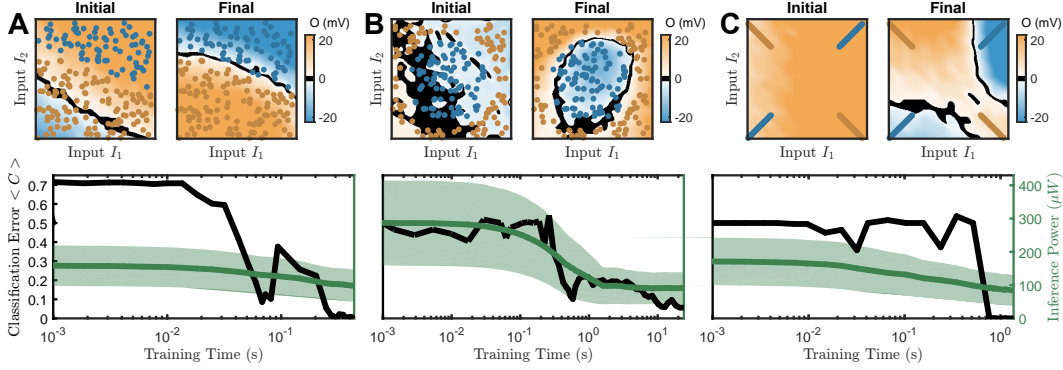 A
Initial
Final
O (mV)
20
0
-20
Input I₂
Input I₁
Input I₁
B
Initial
Final
O (mV)
20
0
-20
Input I₁
Input I₁
C
Initial
Final
O (mV)
20
0
-20
Input I₂
Input I₁
Input I₁
Classification Error < C >
0.7
0.6
0.5
0.4
0.3
0.2
0.1
0
10⁻³
10⁻²
10⁻¹
Training Time (s)
10⁻³
10⁻²
10⁻¹
10⁰
10¹
Training Time (s)
10⁻³
10⁻²
10⁻¹
10⁰
Training Time (s)
400
300
200
100
0
Inference Power (μW)